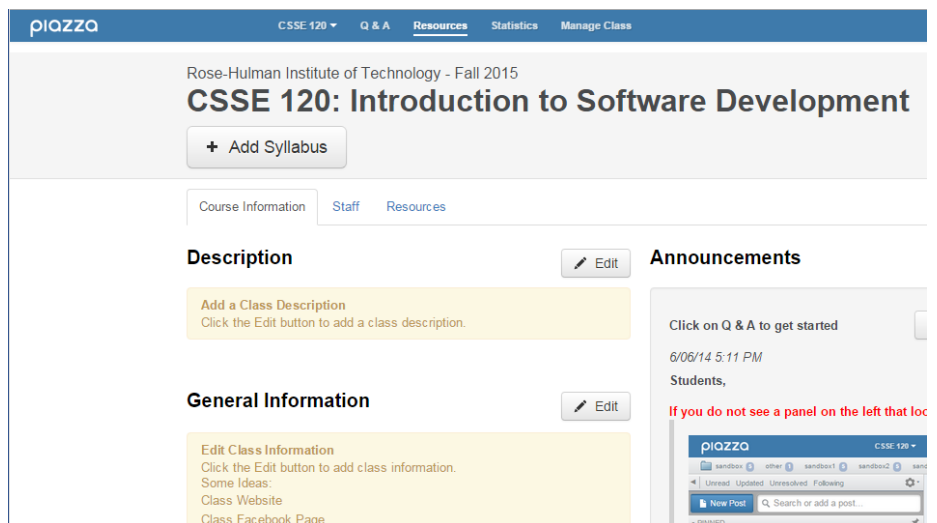 piazza CSSE 120 Q & A Resources Statistics Manage Class
Rose-Hulman Institute of Technology - Fall 2015
CSSE 120: Introduction to Software Development
+ Add Syllabus
Course Information Staff Resources
Description
Edit
Add a Class Description
Click the Edit button to add a class description.
General Information
Edit
Edit Class Information
Click the Edit button to add class information.
Some Ideas:
Class Website
Class Facebook Page
Announcements
Click on Q & A to get started
6/06/14 5:11 PM
Students,
If you do not see a panel on the left that loo
piazza CSSE 120
sandbox other sandbox1 sandbox2 sand
Unread Updated Unresolved Following
New Post Search or add a post...
PINNED